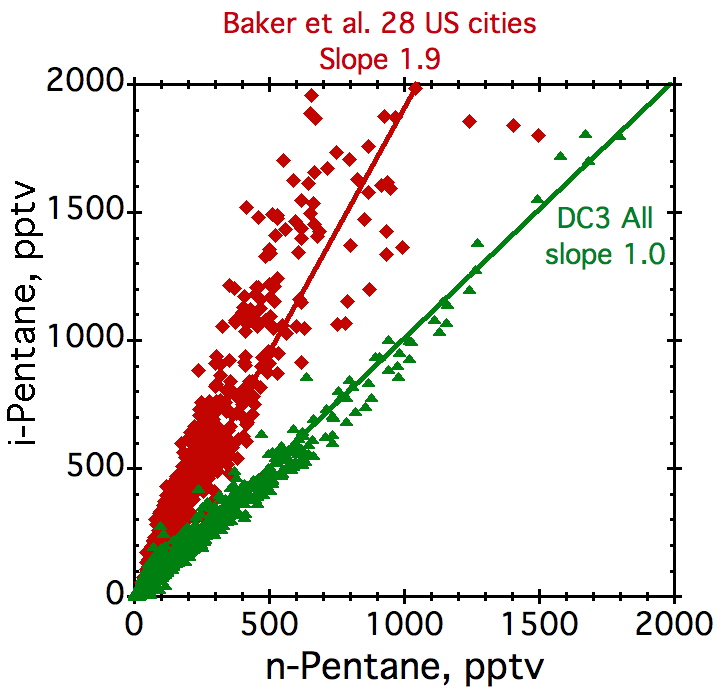 Baker et al. 28 US cities
Slope 1.9
2000
1500
1000
500
0
i-Pentane, pptv
DC3 All
slope 1.0
0 500 1000 1500 2000
n-Pentane, pptv